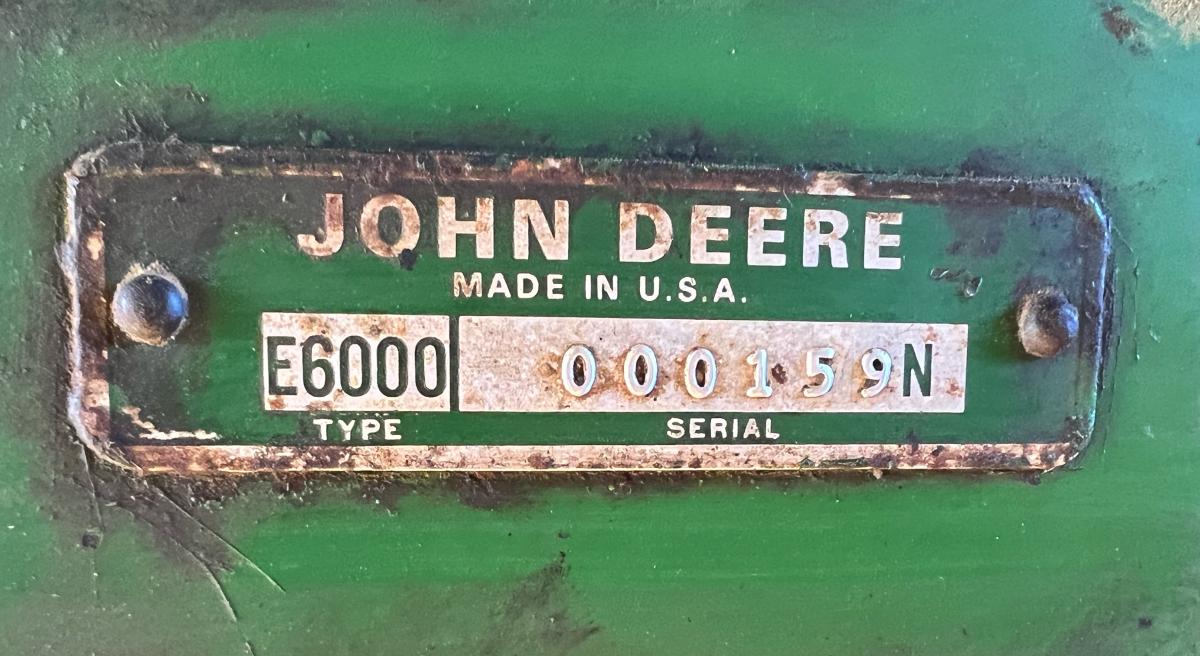 JOHN DEERE
MADE IN U.S.A.
E6000 000159N
TYPE SERIAL